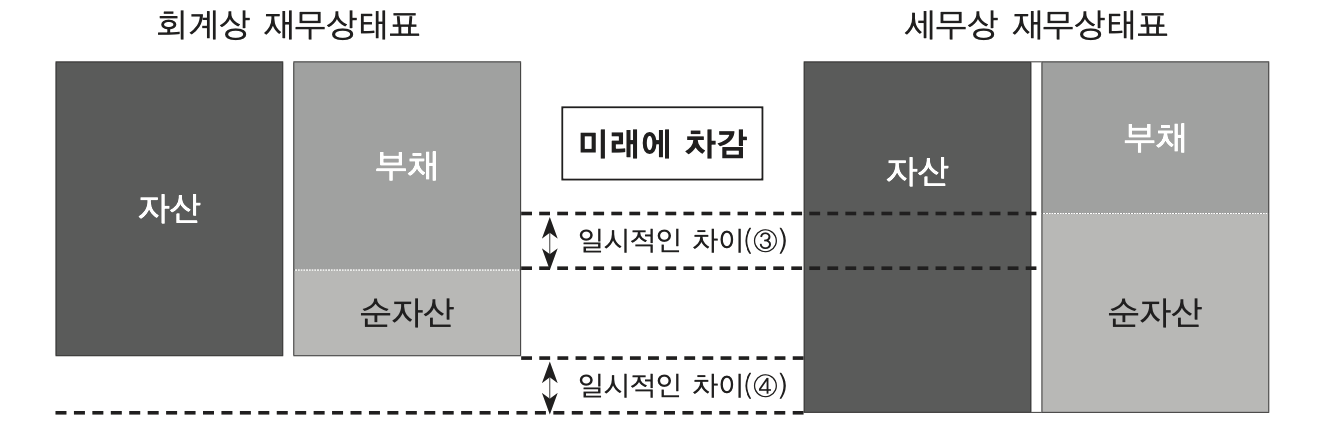 회계상 재무상태표
세무상 재무상태표
자산
부채
순자산
미래에 차감
일시적인 차이(③)
일시적인 차이(④)
자산
부채
순자산